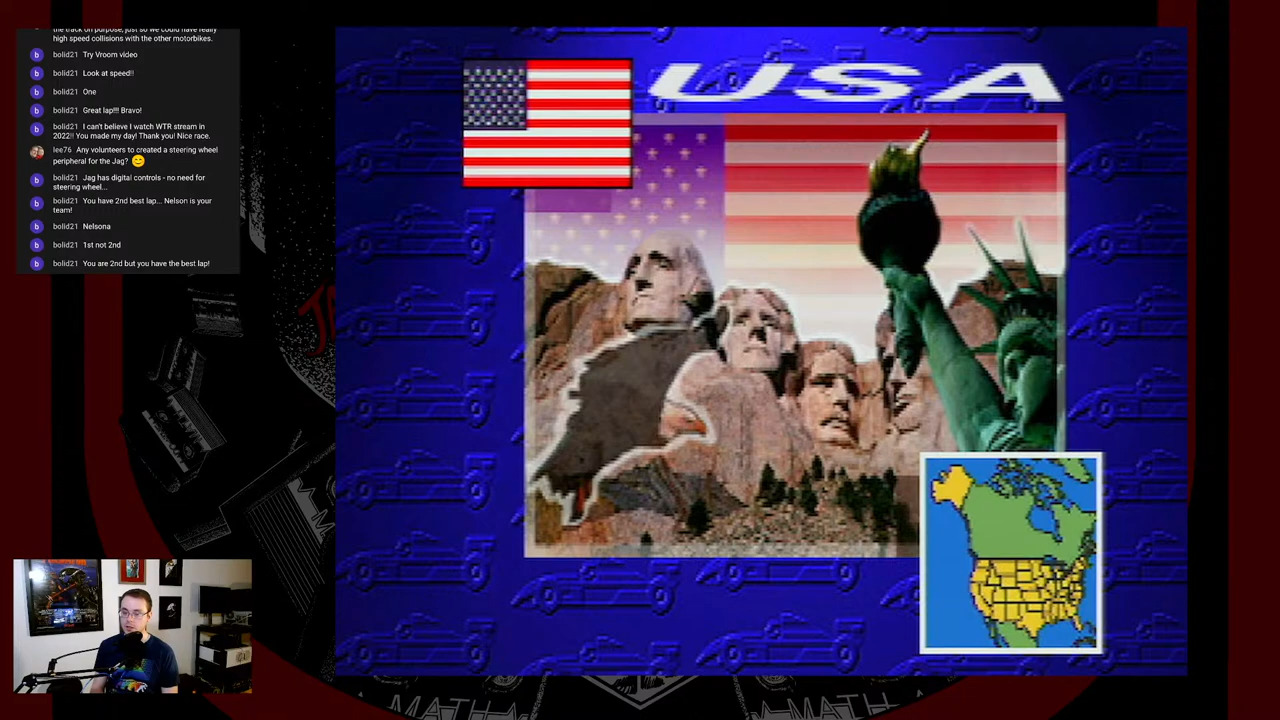 the track on purpose, just so we could have really
high speed collisions with the other motorbikes.
b bolid21 Try Vroom video
b bolid21 Look at speed!!
b bolid21 One
b bolid21 Great lap!!! Bravo!
b bolid21 I can't believe I watch WTR stream in
2022!! You made my day! Thank you! Nice race.
lee76 Any volunteers to created a steering wheel
peripheral for the Jag? 😊
b bolid21 Jag has digital controls - no need for
steering wheel...
b bolid21 You have 2nd best lap... Nelson is your
team!
b bolid21 Nelsona
b bolid21 1st not 2nd
b bolid21 You are 2nd but you have the best lap!
USA